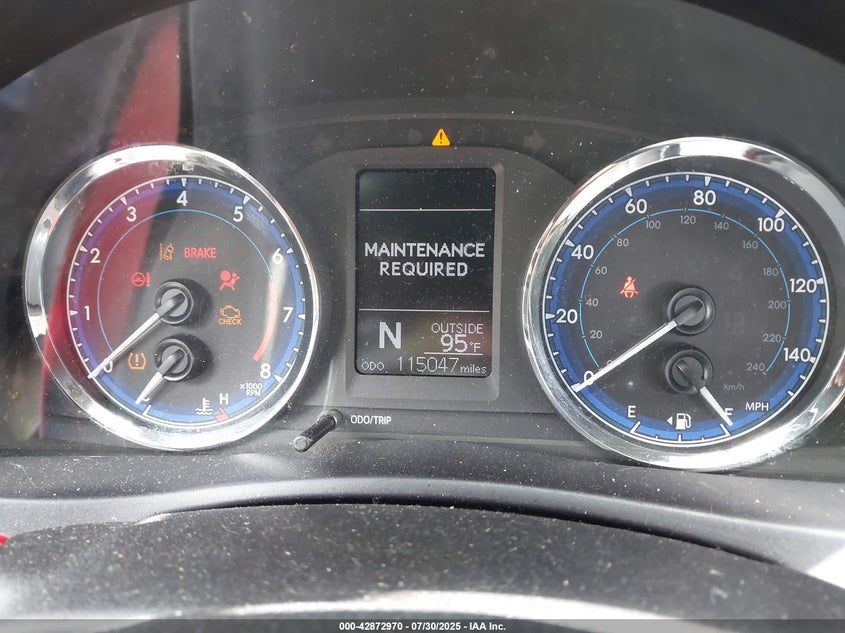 0 1 2 3 4 5 6 7 8
BRAKE
CHECK
×1000
RPM
H
MAINTENANCE
REQUIRED
N
OUTSIDE
95°F
ODO 115047 miles
ODO/TRIP
0 20 40 60 80 100 120 140
0 20 40 60 80 100 120 140 160 180 200 220 240
km/h
MPH
E F
000-42872970 - 07/30/2025 - IAA Inc.